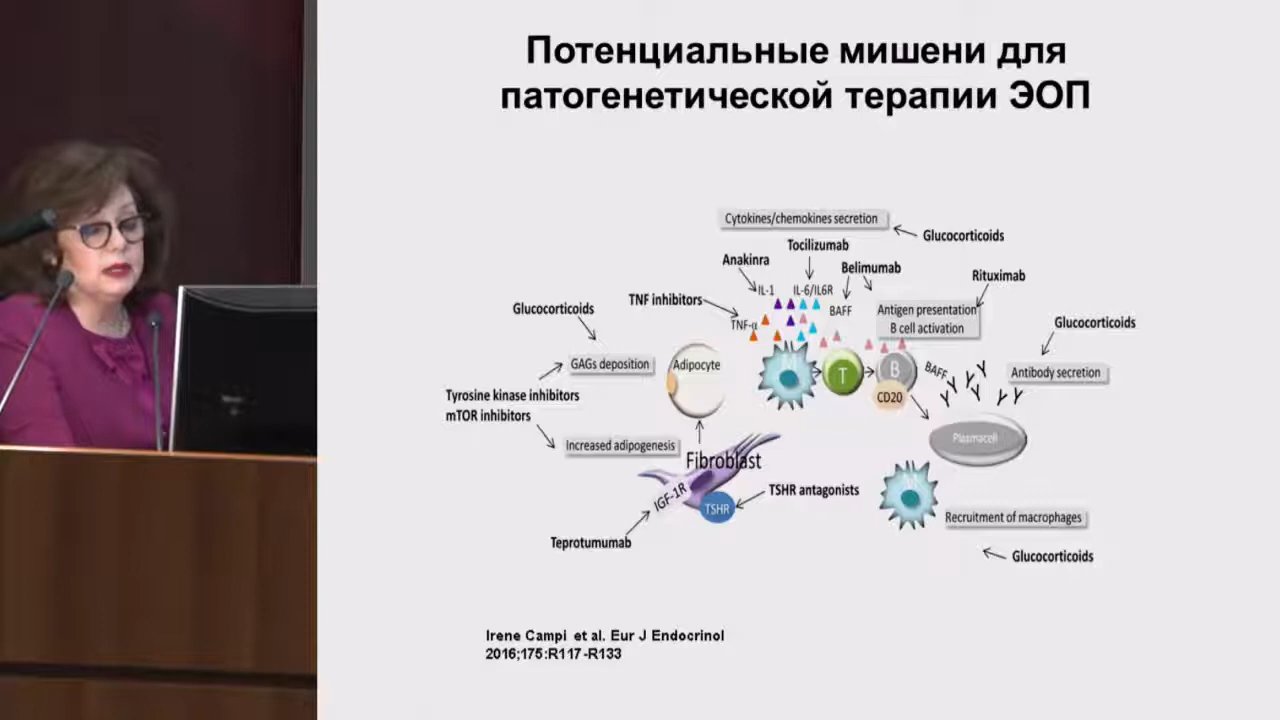 Потенциальные мишени для
патогенетической терапии ЭОП
Cytokines/chemokines secretion
Glucocorticoids
Tocilizumab
Anakinra
Belimumab
Rituximab
IL-1
IL-6/IL6R
TNF inhibitors
BAFF
Antigen presentation
B cell activation
Glucocorticoids
TNF-α
Glucocorticoids
GAGs deposition
Adipocyte
T
B
BAFF
Antibody secretion
CD20
Tyrosine kinase inhibitors
mTOR inhibitors
Plasmacell
Increased adipogenesis
Fibroblast
IGF-1R
TSHR
TSHR antagonists
Recruitment of macrophages
Teprotumumab
Glucocorticoids
Irene Campi et al. Eur J Endocrinol
2016;175:R117-R133